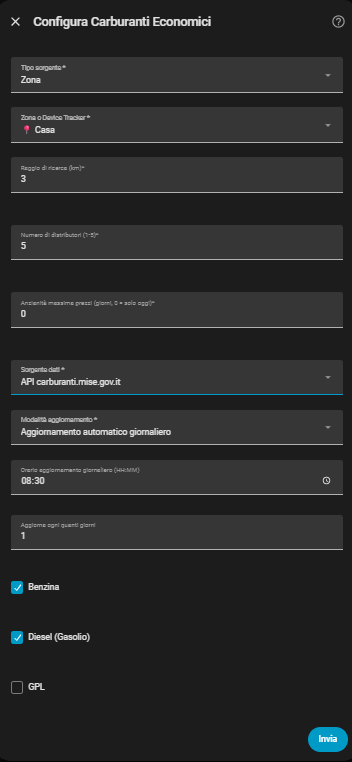 Configura Carburanti Economici
Tipo sorgente *
Zona
Zona o Device Tracker *
📍 Casa
Raggio di ricerca (km)*
3
Numero di distributori (1-5)*
5
Anzianità massima prezzi (giorni, 0 = solo oggi)*
0
Sorgente dati *
API carburanti.mise.gov.it
Modalità aggiornamento *
Aggiornamento automatico giornaliero
Orario aggiornamento giornaliero (HH:MM)
08:30
Aggiorna ogni quanti giorni
1
Benzina
Diesel (Gasolio)
GPL
Invia